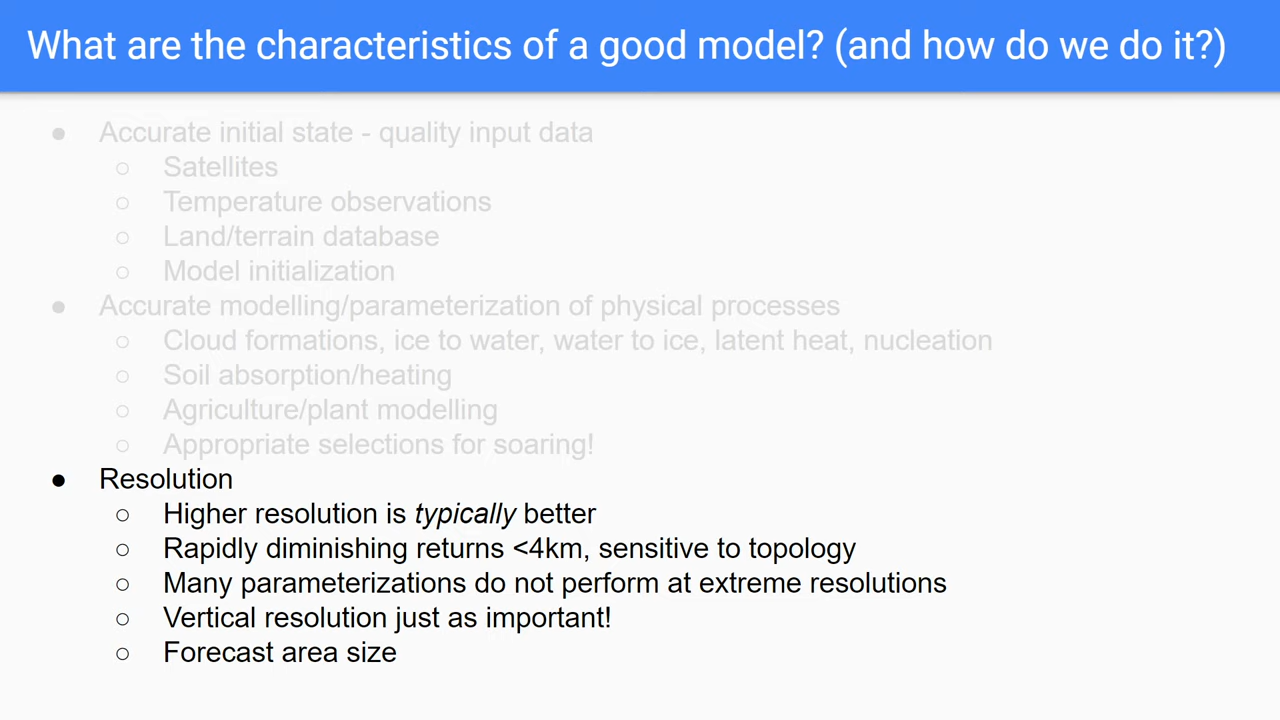 What are the characteristics of a good model? (and how do we do it?)
● Accurate initial state - quality input data
○ Satellites
○ Temperature observations
○ Land/terrain database
○ Model initialization
● Accurate modelling/parameterization of physical processes
○ Cloud formations, ice to water, water to ice, latent heat, nucleation
○ Soil absorption/heating
○ Agriculture/plant modelling
○ Appropriate selections for soaring!
● Resolution
○ Higher resolution is typically better
○ Rapidly diminishing returns <4km, sensitive to topology
○ Many parameterizations do not perform at extreme resolutions
○ Vertical resolution just as important!
○ Forecast area size